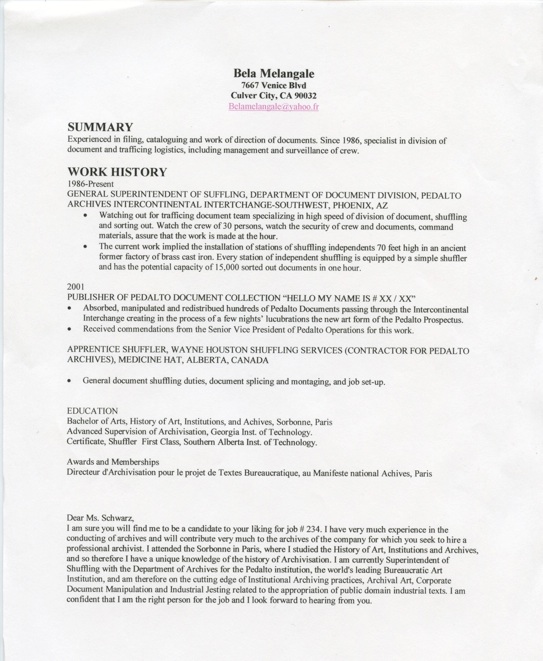 Bela Melangale
7667 Venice Blvd
Culver City, CA 90032
Belamelangale@yahoo.fr
SUMMARY
Experienced in filing, cataloguing and work of direction of documents. Since 1986, specialist in division of
document and trafficing logistics, including management and surveillance of crew.
WORK HISTORY
1986-Present
GENERAL SUPERINTENDENT OF SUFFLING, DEPARTMENT OF DOCUMENT DIVISION, PEDALTO
ARCHIVES INTERCONTINENTAL INTERTCHANGE-SOUTHWEST, PHOENIX, AZ
• Watching out for trafficing document team specializing in high speed of division of document, shuffling
and sorting out. Watch the crew of 30 persons, watch the security of crew and documents, command
materials, assure that the work is made at the hour.
• The current work implied the installation of stations of shuffling independents 70 feet high in an ancient
former factory of brass cast iron. Every station of independent shuffling is equipped by a simple shuffler
and has the potential capacity of 15,000 sorted out documents in one hour.
2001
PUBLISHER OF PEDALTO DOCUMENT COLLECTION “HELLO MY NAME IS # XX / XX”
• Absorbed, manipulated and redistribued hundreds of Pedalto Documents passing through the Intercontinental
Interchange creating in the process of a few nights’ lucubrations the new art form of the Pedalto Prospectus.
• Received commendations from the Senior Vice President of Pedalto Operations for this work.
APPRENTICE SHUFFLER, WAYNE HOUSTON SHUFFLING SERVICES (CONTRACTOR FOR PEDALTO
ARCHIVES), MEDICINE HAT, ALBERTA, CANADA
• General document shuffling duties, document splicing and montaging, and job set-up.
EDUCATION
Bachelor of Arts, History of Art, Institutions, and Achives, Sorbonne, Paris
Advanced Supervision of Archivisation, Georgia Inst. of Technology.
Certificate, Shuffler First Class, Southern Alberta Inst. of Technology.
Awards and Memberships
Directeur d'Archivisation pour le projet de Textes Bureaucratique, au Manifeste national Achives, Paris
Dear Ms. Schwarz,
I am sure you will find me to be a candidate to your liking for job # 234. I have very much experience in the
conducting of archives and will contribute very much to the archives of the company for which you seek to hire a
professional archivist. I attended the Sorbonne in Paris, where I studied the History of Art, Institutions and Archives,
and so therefore I have a unique knowledge of the history of Archivisation. I am currently Superintendent of
Shuffling with the Department of Archives for the Pedalto institution, the world's leading Bureaucratic Art
Institution, and am therefore on the cutting edge of Institutional Archiving practices, Archival Art, Corporate
Document Manipulation and Industrial Jesting related to the appropriation of public domain industrial texts. I am
confident that I am the right person for the job and I look forward to hearing from you.